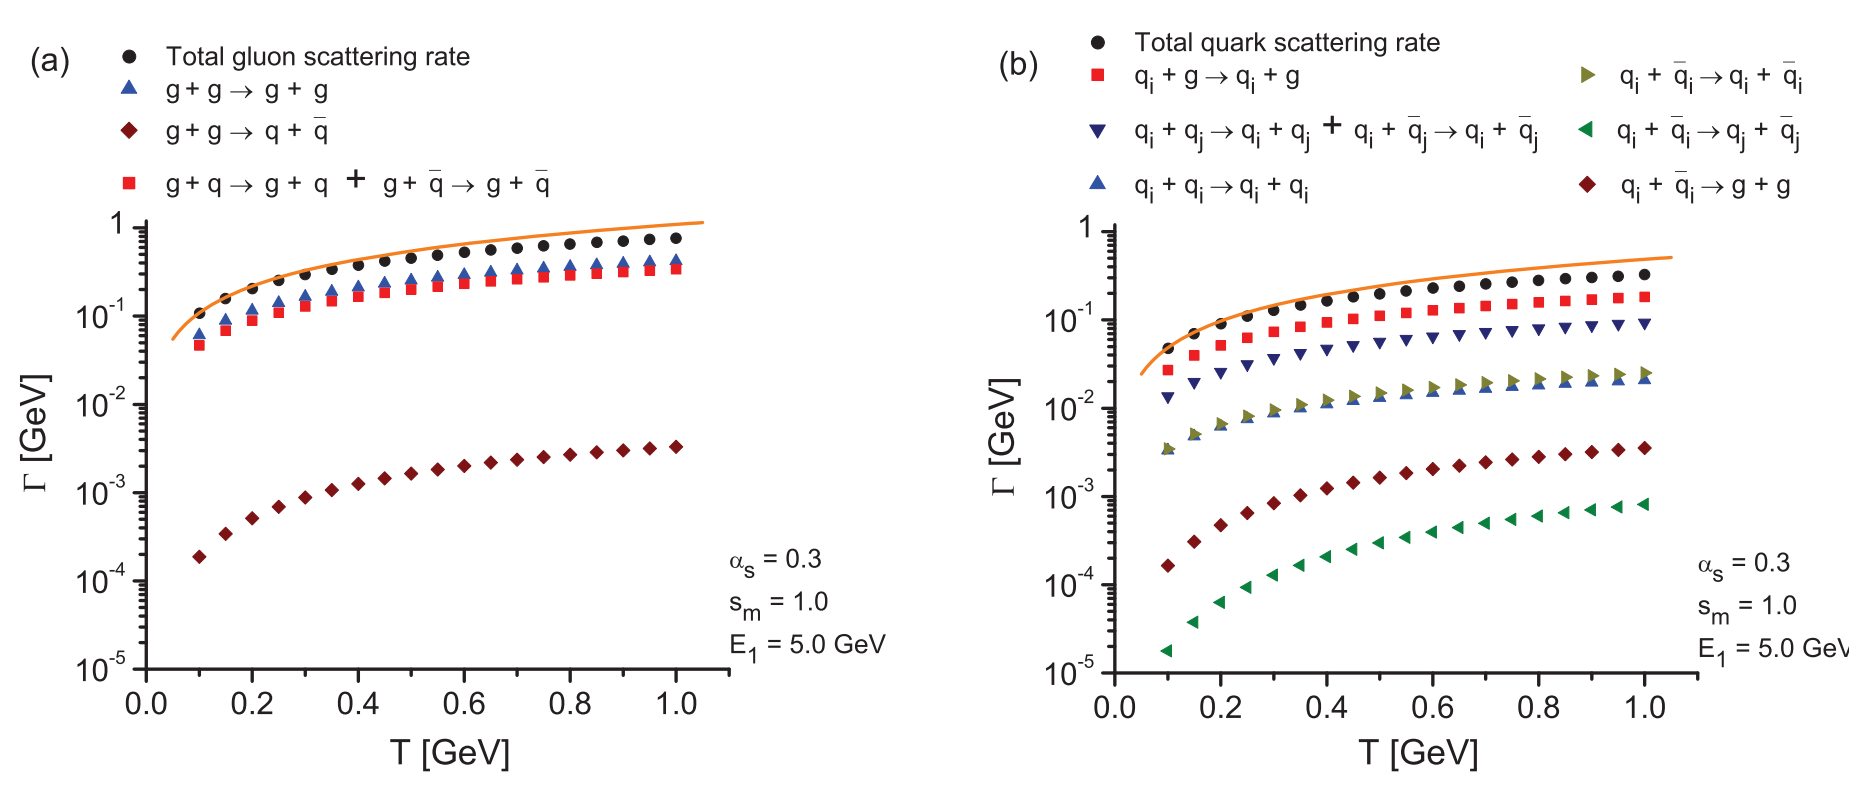 (a)
Total gluon scattering rate
g + g → g + g
g + g → q + q̅
g + q → g + q + g + q̅ → g + q̅
1
10^-1
10^-2
10^-3
10^-4
10^-5
Γ [GeV]
0.0 0.2 0.4 0.6 0.8 1.0
T [GeV]
α_s = 0.3
s_m = 1.0
E_1 = 5.0 GeV
(b)
Total quark scattering rate
q_i + g → q_i + g
q_i + q_j → q_i + q_j + q_i + q̅_j → q_i + q̅_j
q_i + q_i → q_i + q_i
q_i + q̅_i → q_i + q̅_i
q_i + q̅_i → q_j + q̅_j
q_i + q̅_i → g + g
1
10^-1
10^-2
10^-3
10^-4
10^-5
Γ [GeV]
0.0 0.2 0.4 0.6 0.8 1.0
T [GeV]
α_s = 0.3
s_m = 1.0
E_1 = 5.0 GeV